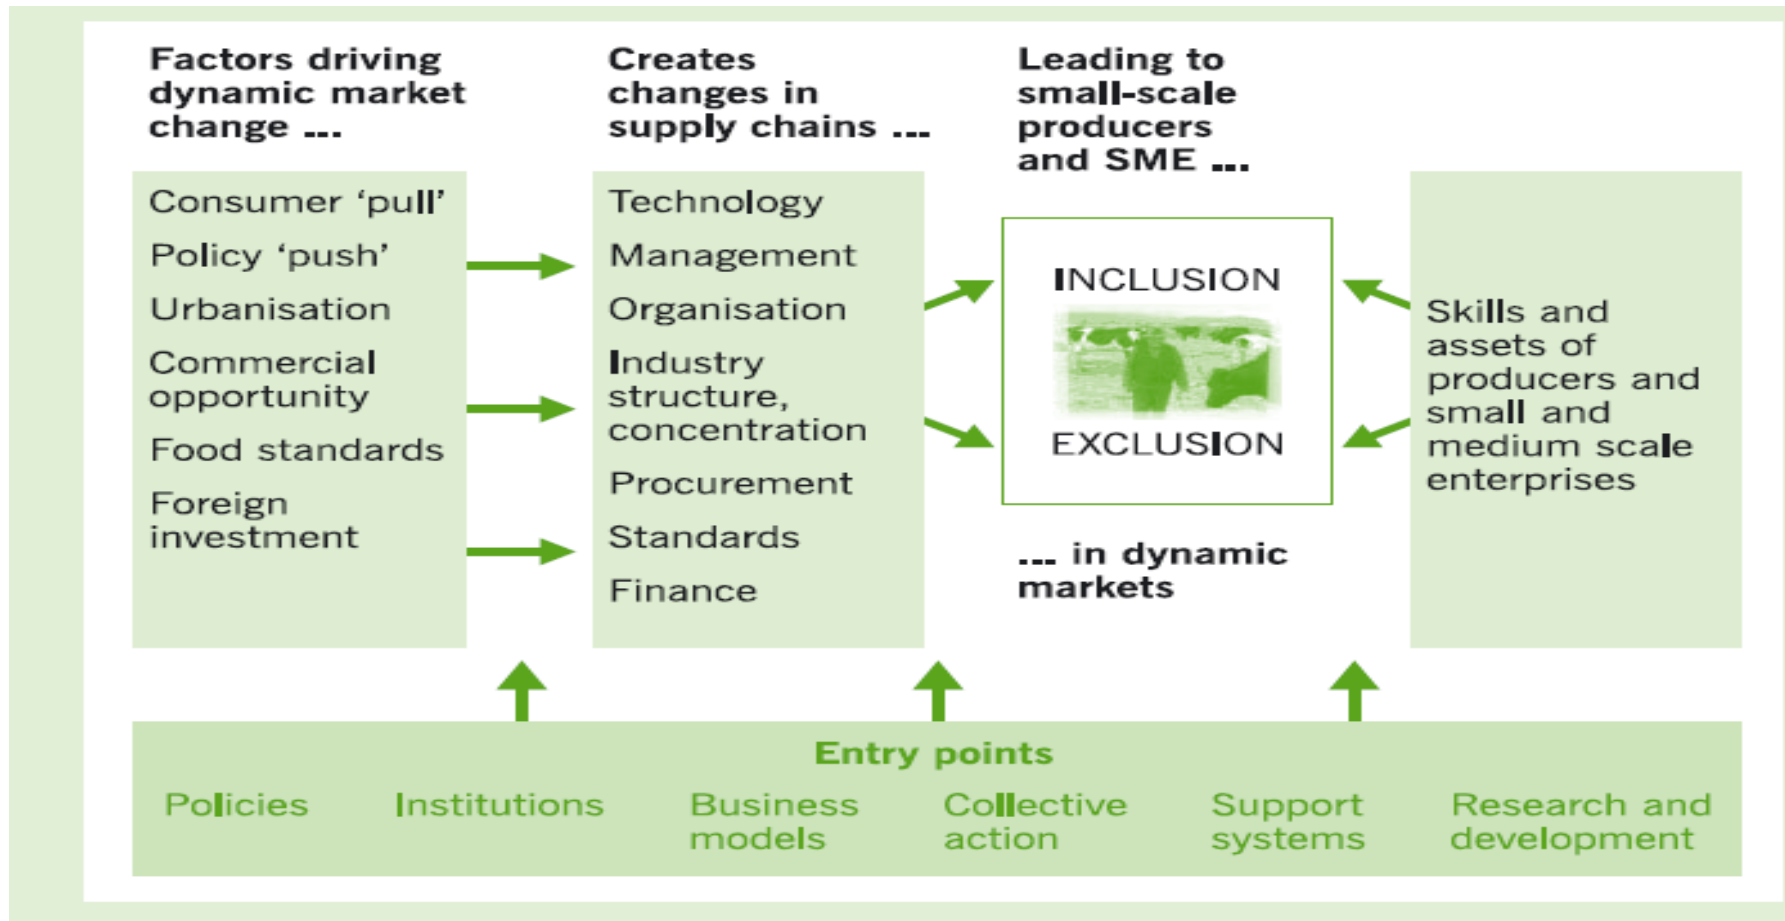 Factors driving
dynamic market
change ...
Creates
changes in
supply chains ...
Leading to
small-scale
producers
and SME ...
Consumer ‘pull’
Policy ‘push’
Urbanisation
Commercial
opportunity
Food standards
Foreign
investment
Technology
Management
Organisation
Industry
structure,
concentration
Procurement
Standards
Finance
INCLUSION
EXCLUSION
... in dynamic
markets
Skills and
assets of
producers and
small and
medium scale
enterprises
Entry points
Policies
Institutions
Business
models
Collective
action
Support
systems
Research and
development